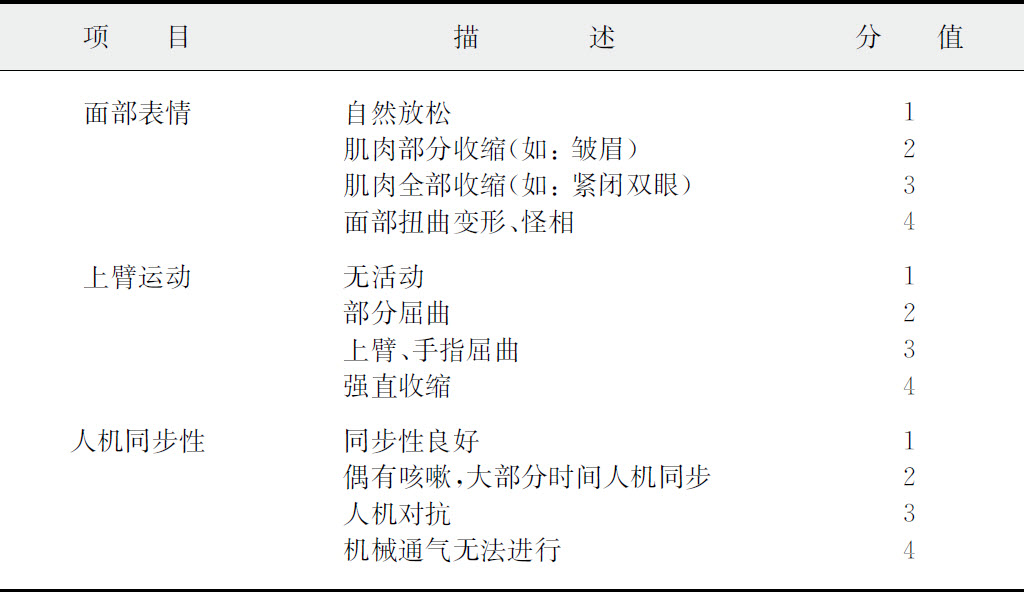 项 目 描 述 分 值
面部表情 自然放松 1
肌肉部分收缩(如: 皱眉) 2
肌肉全部收缩(如: 紧闭双眼) 3
面部扭曲变形、怪相 4
上臂运动 无活动 1
部分屈曲 2
上臂、手指屈曲 3
强直收缩 4
人机同步性 同步性良好 1
偶有咳嗽,大部分时间人机同步 2
人机对抗 3
机械通气无法进行 4